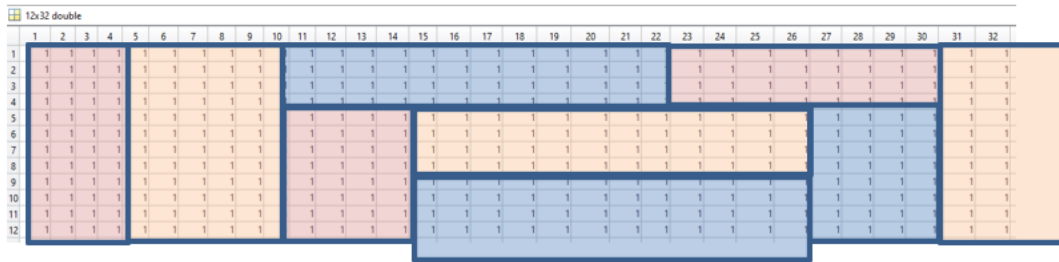 12x32 double
1 2 3 4 5 6 7 8 9 10 11 12 13 14 15 16 17 18 19 20 21 22 23 24 25 26 27 28 29 30 31 32
1 1 1 1 1 1 1 1 1 1 1 1 1 1 1 1 1 1 1 1 1 1 1 1 1 1 1 1 1 1 1 1 1
2 1 1 1 1 1 1 1 1 1 1 1 1 1 1 1 1 1 1 1 1 1 1 1 1 1 1 1 1 1 1 1 1
3 1 1 1 1 1 1 1 1 1 1 1 1 1 1 1 1 1 1 1 1 1 1 1 1 1 1 1 1 1 1 1 1
4 1 1 1 1 1 1 1 1 1 1 1 1 1 1 1 1 1 1 1 1 1 1 1 1 1 1 1 1 1 1 1 1
5 1 1 1 1 1 1 1 1 1 1 1 1 1 1 1 1 1 1 1 1 1 1 1 1 1 1 1 1 1 1 1 1
6 1 1 1 1 1 1 1 1 1 1 1 1 1 1 1 1 1 1 1 1 1 1 1 1 1 1 1 1 1 1 1 1
7 1 1 1 1 1 1 1 1 1 1 1 1 1 1 1 1 1 1 1 1 1 1 1 1 1 1 1 1 1 1 1 1
8 1 1 1 1 1 1 1 1 1 1 1 1 1 1 1 1 1 1 1 1 1 1 1 1 1 1 1 1 1 1 1 1
9 1 1 1 1 1 1 1 1 1 1 1 1 1 1 1 1 1 1 1 1 1 1 1 1 1 1 1 1 1 1 1 1
10 1 1 1 1 1 1 1 1 1 1 1 1 1 1 1 1 1 1 1 1 1 1 1 1 1 1 1 1 1 1 1 1
11 1 1 1 1 1 1 1 1 1 1 1 1 1 1 1 1 1 1 1 1 1 1 1 1 1 1 1 1 1 1 1 1
12 1 1 1 1 1 1 1 1 1 1 1 1 1 1 1 1 1 1 1 1 1 1 1 1 1 1 1 1 1 1 1 1